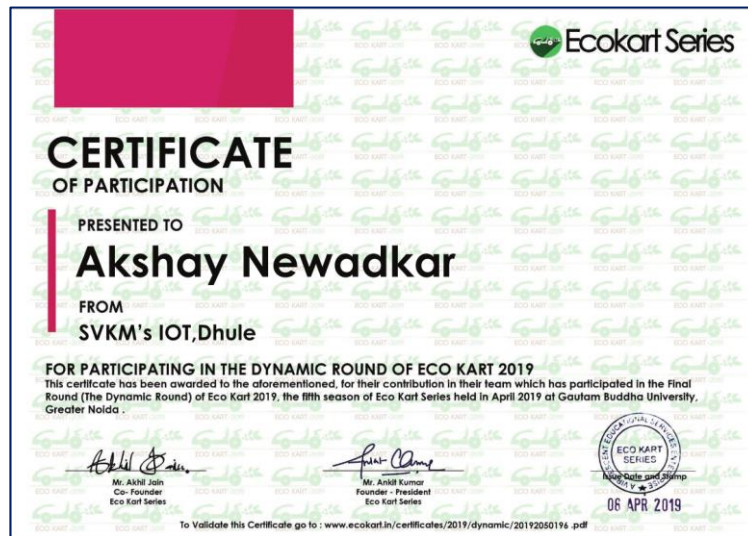 Ecokart Series
CERTIFICATE
OF PARTICIPATION
PRESENTED TO
Akshay Newadkar
FROM
SVKM's IOT,Dhule
FOR PARTICIPATING IN THE DYNAMIC ROUND OF ECO KART 2019
This certifcate has been awarded to the aforementioned, for their contribution in their team which has participated in the Final
Round (The Dynamic Round) of Eco Kart 2019, the fifth season of Eco Kart Series held in April 2019 at Gautam Buddha University,
Greater Noida .
Mr. Akhil Jain
Co- Founder
Eco Kart Series
Mr. Ankit Kumar
Founder - President
Eco Kart Series
ECO KART
SERIES
Issue Date and Stamp
06 APR 2019
To Validate this Certificate go to : www.ecokart.in/certificates/2019/dynamic/20192050196 .pdf